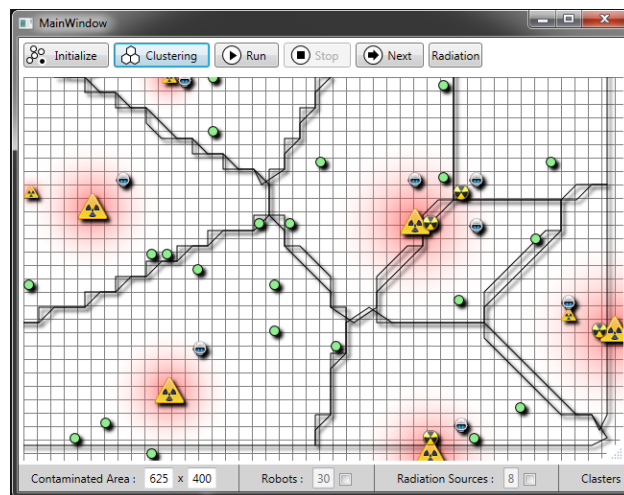 MainWindow
Initialize Clustering Run Stop Next Radiation
Contaminated Area : 625 x 400 Robots : 30 Radiation Sources : 8 Clasters